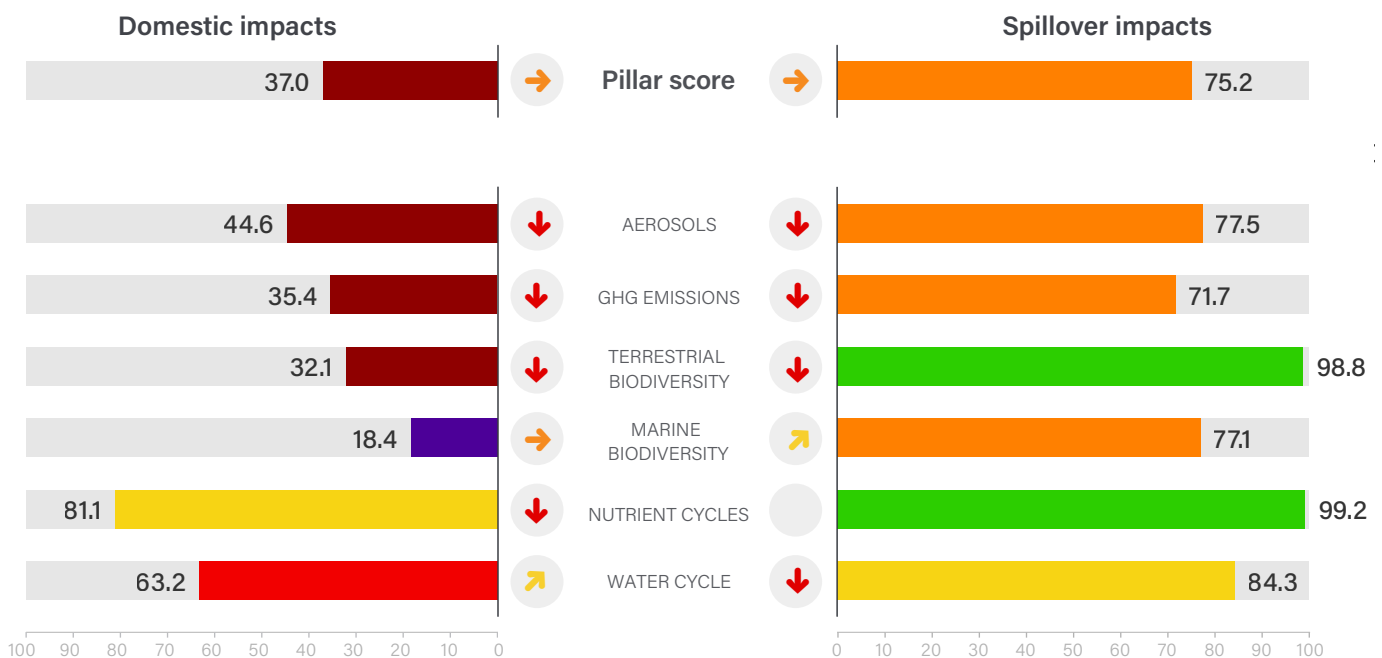 Domestic impacts
Spillover impacts
37.0
Pillar score
75.2
44.6
AEROSOLS
77.5
35.4
GHG EMISSIONS
71.7
32.1
TERRESTRIAL
BIODIVERSITY
98.8
18.4
MARINE
BIODIVERSITY
77.1
81.1
NUTRIENT CYCLES
99.2
63.2
WATER CYCLE
84.3
100 90 80 70 60 50 40 30 20 10 0
0 10 20 30 40 50 60 70 80 90 100